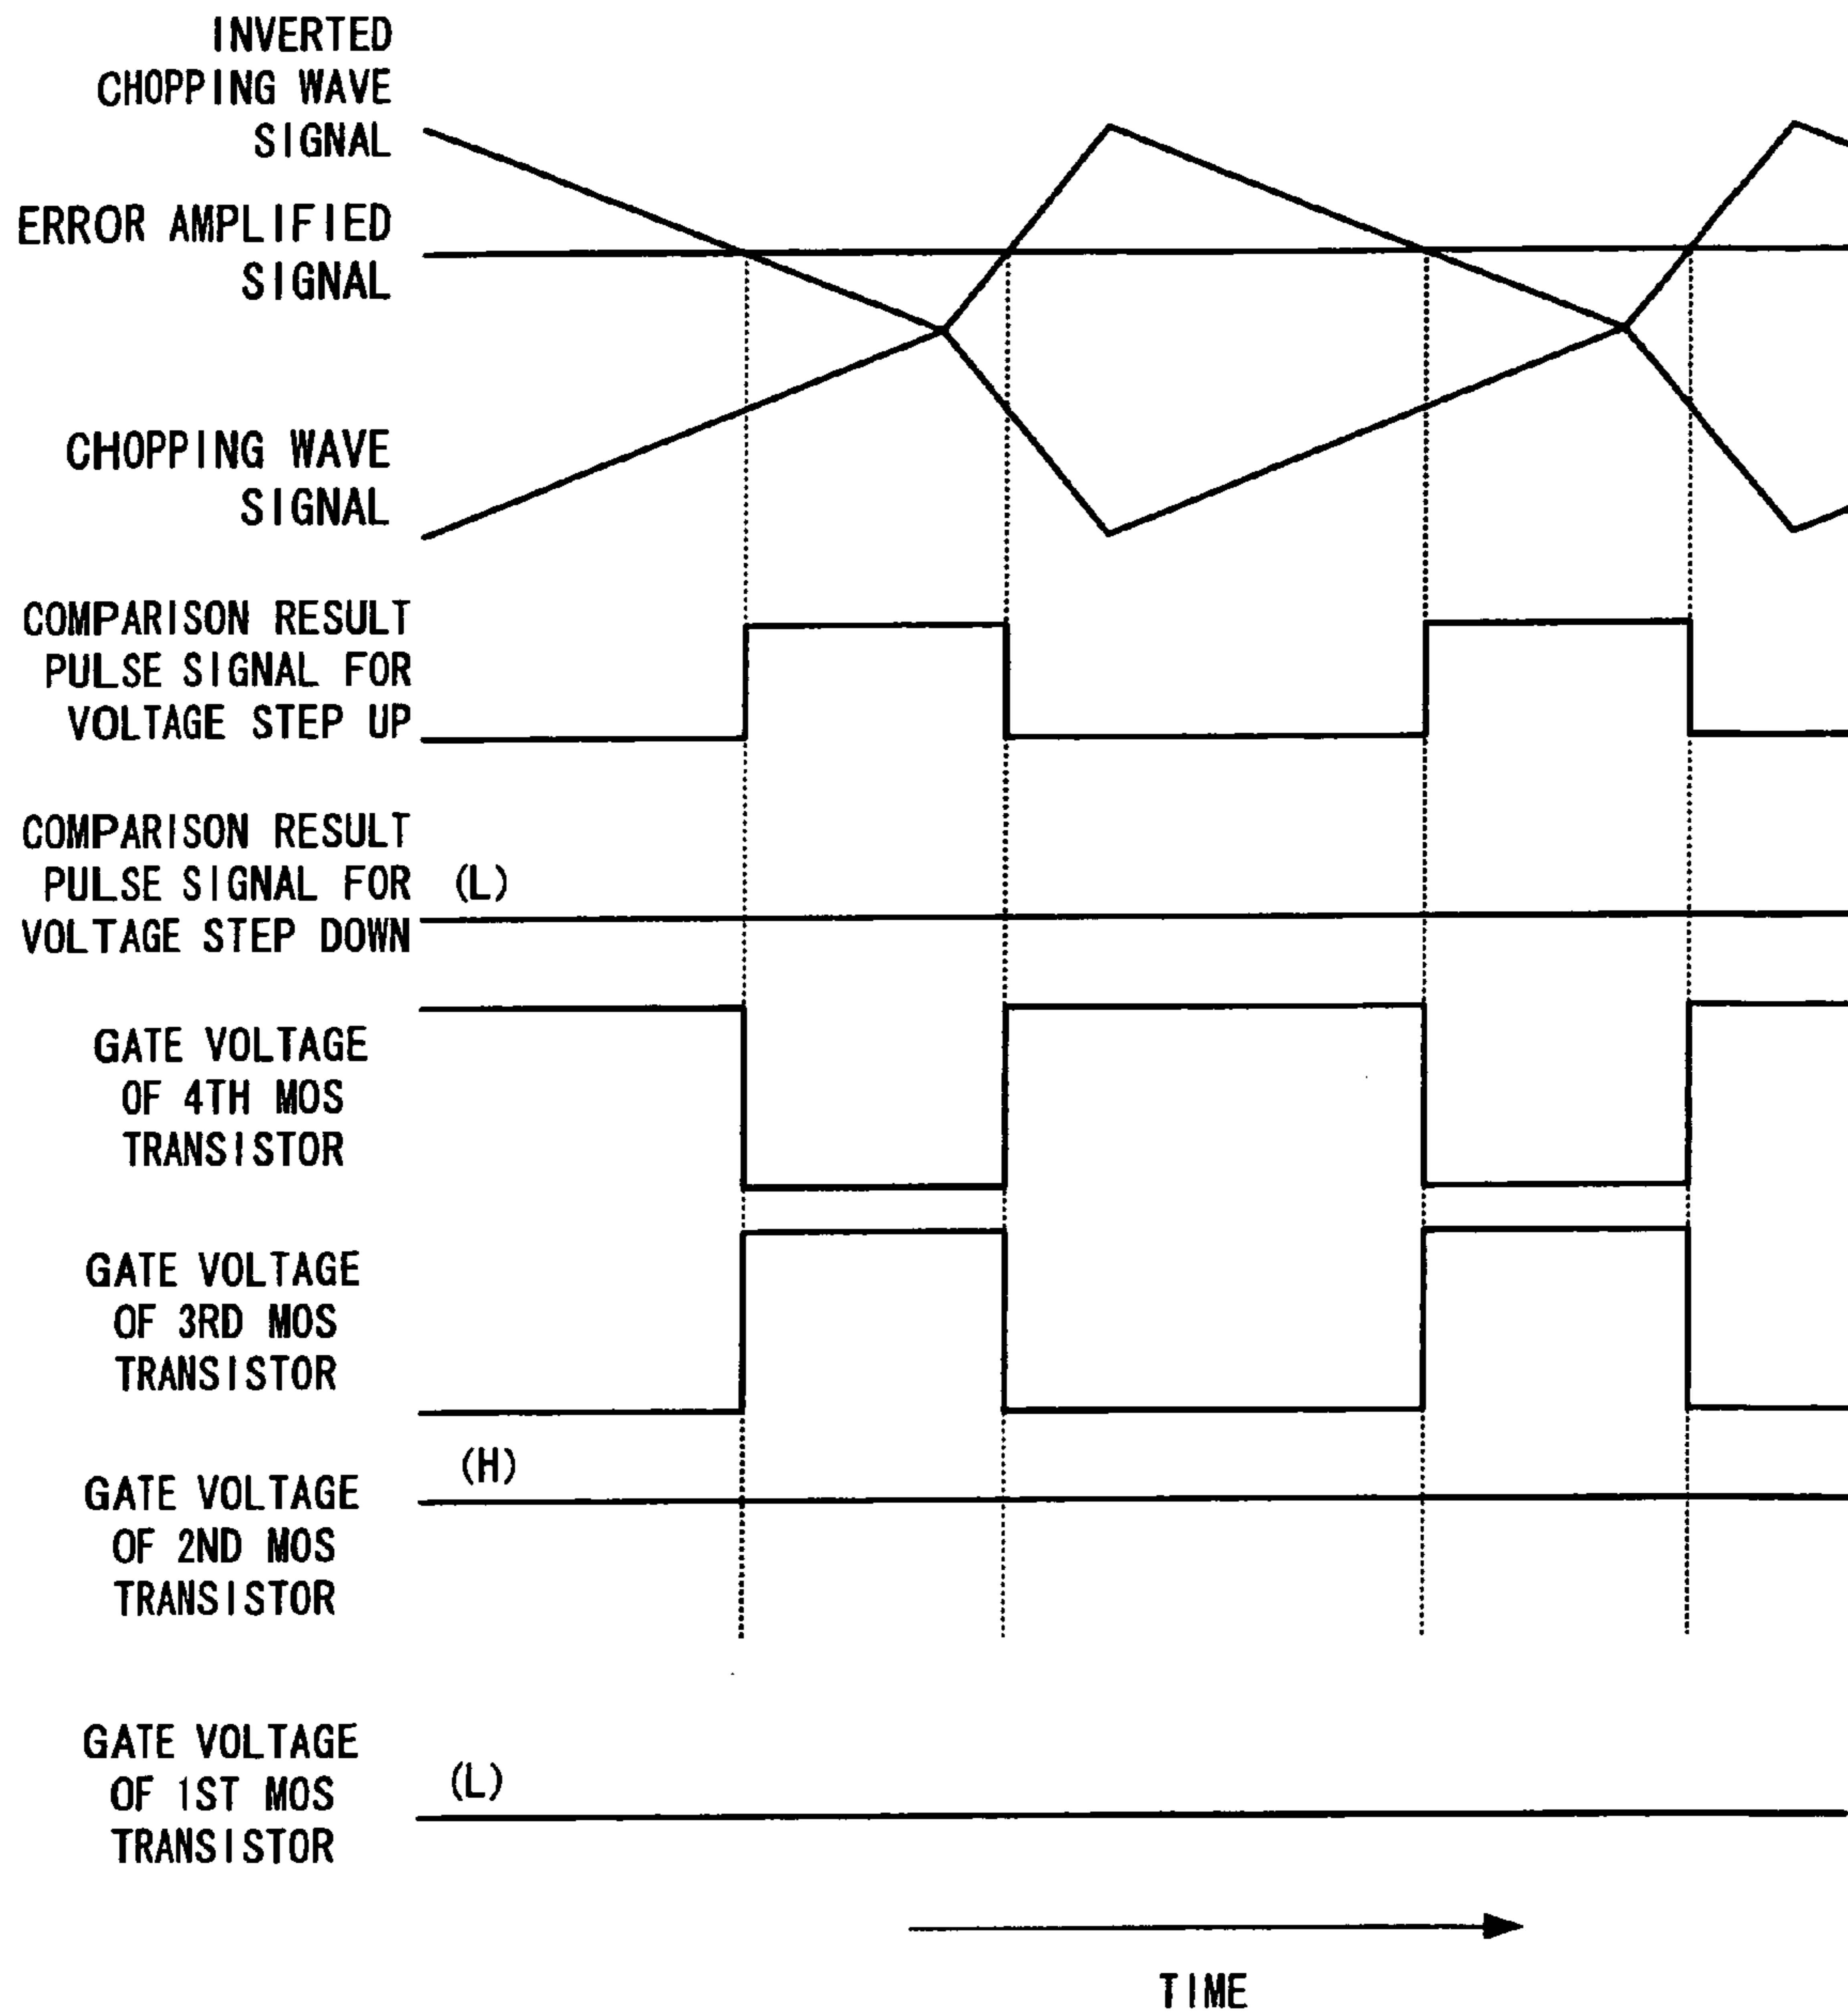 INVERTED
CHOPPING WAVE
SIGNAL
ERROR AMPLIFIED
SIGNAL
CHOPPING WAVE
SIGNAL
COMPARISON RESULT
PULSE SIGNAL FOR
VOLTAGE STEP UP
COMPARISON RESULT
PULSE SIGNAL FOR (L)
VOLTAGE STEP DOWN
GATE VOLTAGE
OF 4TH MOS
TRANSISTOR
GATE VOLTAGE
OF 3RD MOS
TRANSISTOR
(H)
GATE VOLTAGE
OF 2ND MOS
TRANSISTOR
GATE VOLTAGE
OF 1ST MOS (L)
TRANSISTOR
TIME